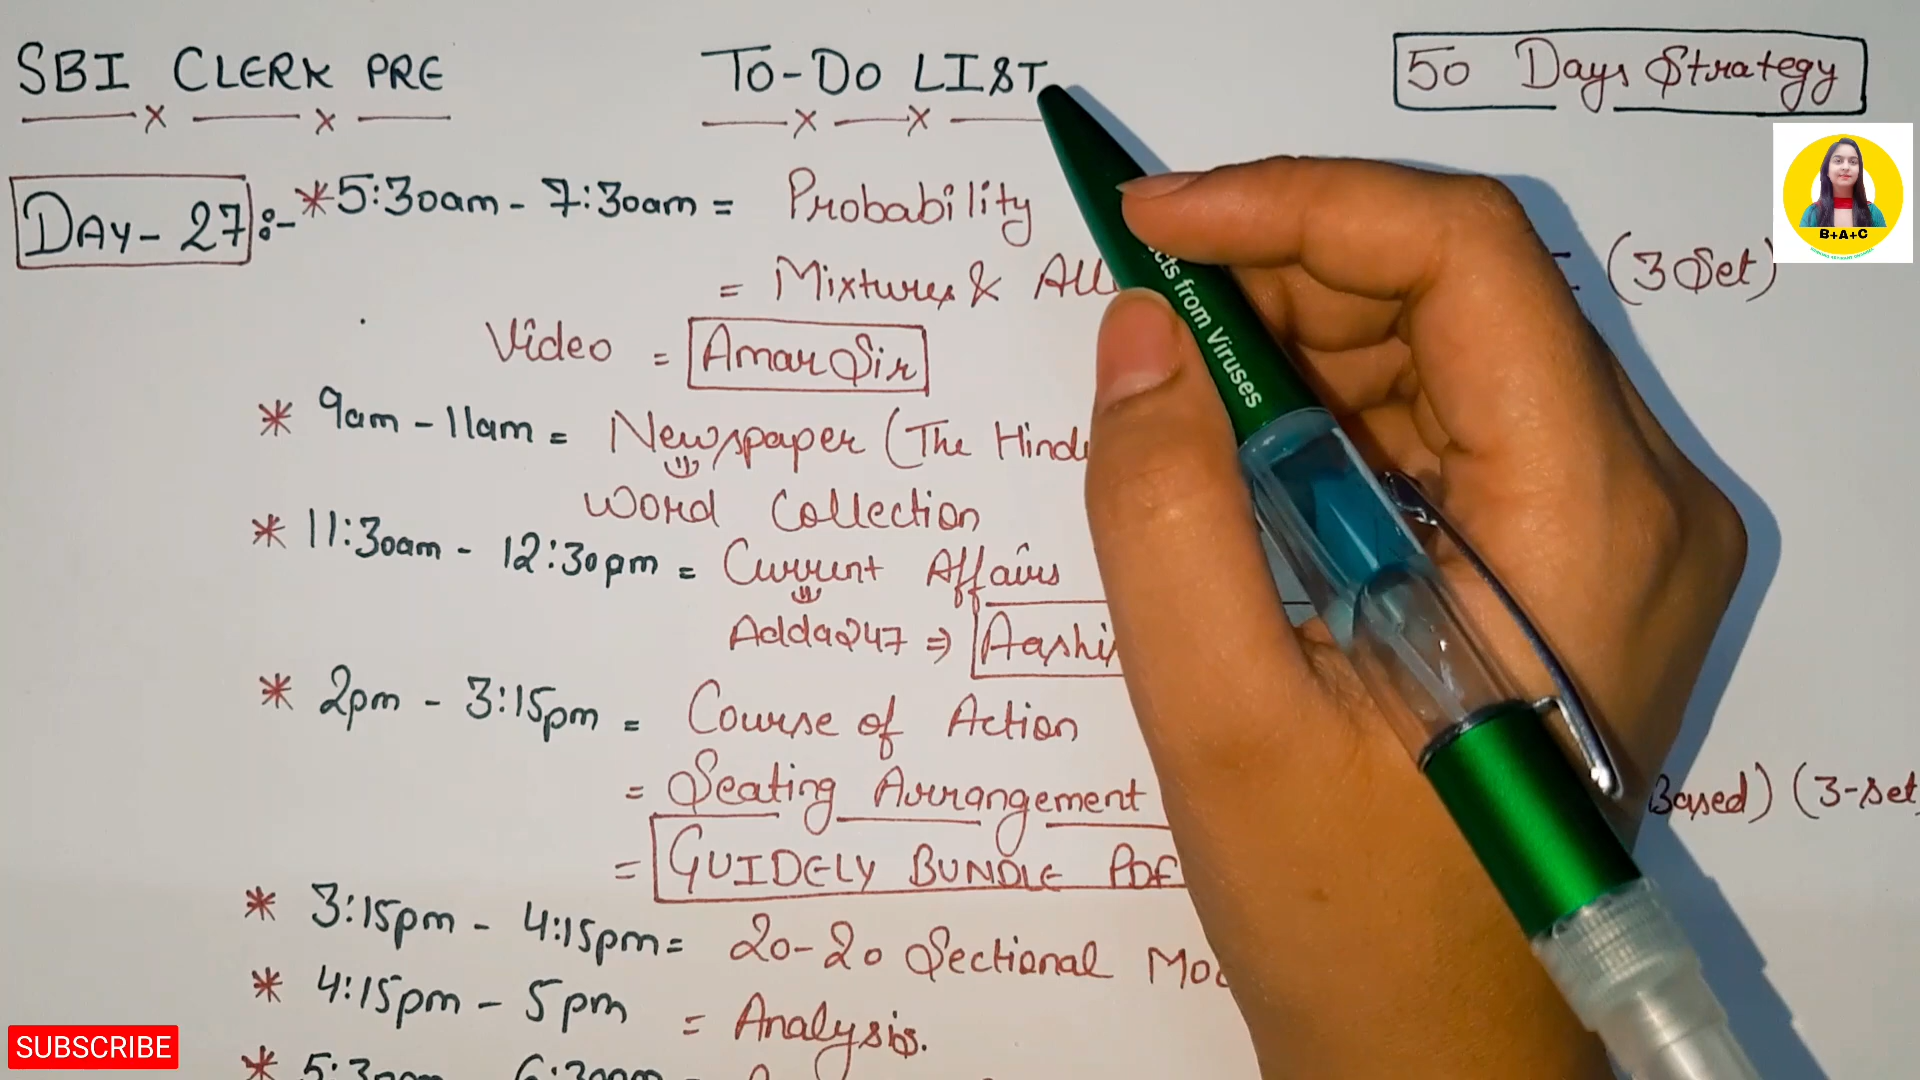 SBI CLERK PRE TO-DO LIST 50 Days Strategy
B+A+C
DAY-27:- *5:30am - 7:30am = Probability
= Mixtures & All (3 Set)
Video = Amar Sir
* 9am - 11am = Newspaper (The Hindu
Word Collection
* 11:30am - 12:30pm = Current Affairs
Adda247 ⇒ Aashi
* 2pm - 3:15pm = Course of Action
= Seating Arrangement Based) (3-set
= GUIDELY BUNDLE PDF
* 3:15pm - 4:15pm = 20-20 Sectional Moc
* 4:15pm - 5pm = Analysis.
cts from Viruses
SUBSCRIBE